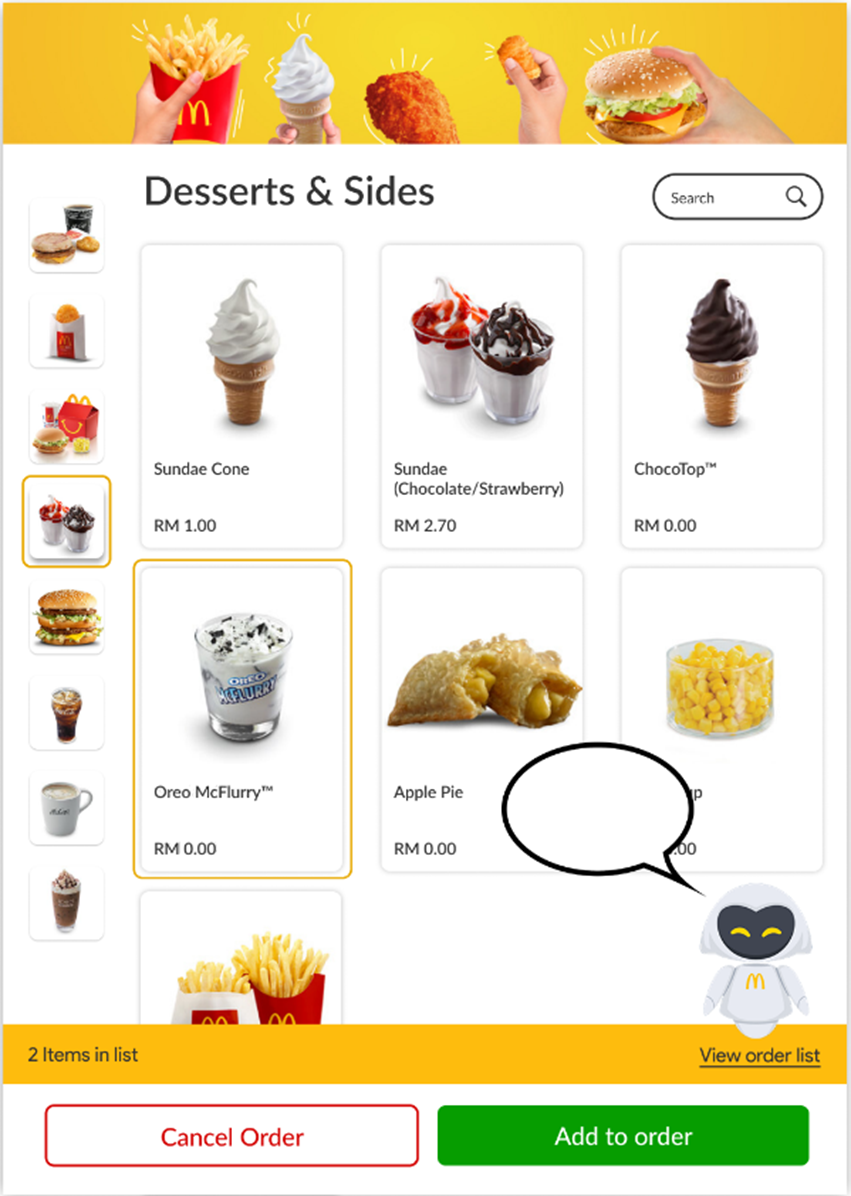 Desserts & Sides
Search
Sundae Cone
RM 1.00
Sundae
(Chocolate/Strawberry)
RM 2.70
ChocoTop™
RM 0.00
OREO
McFLURRY
Oreo McFlurry™
RM 0.00
Apple Pie
RM 0.00
.00
2 Items in list
View order list
Cancel Order
Add to order